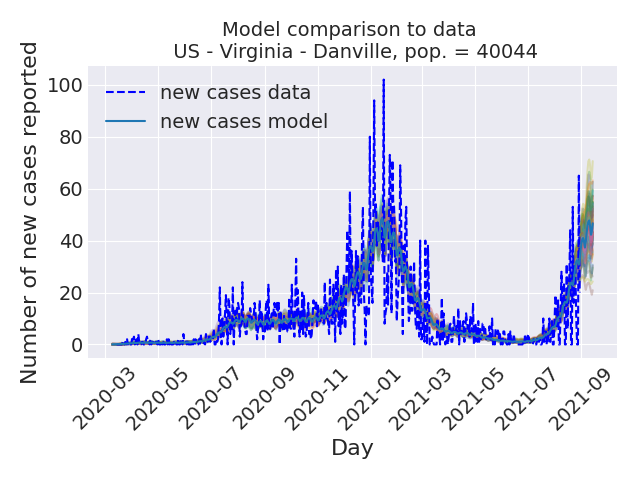 Model comparison to data
US - Virginia - Danville, pop. = 40044
Number of new cases reported
100
80
60
40
20
0
new cases data
new cases model
2020-03
2020-05
2020-07
2020-09
2020-11
2021-01
2021-03
2021-05
2021-07
2021-09
Day